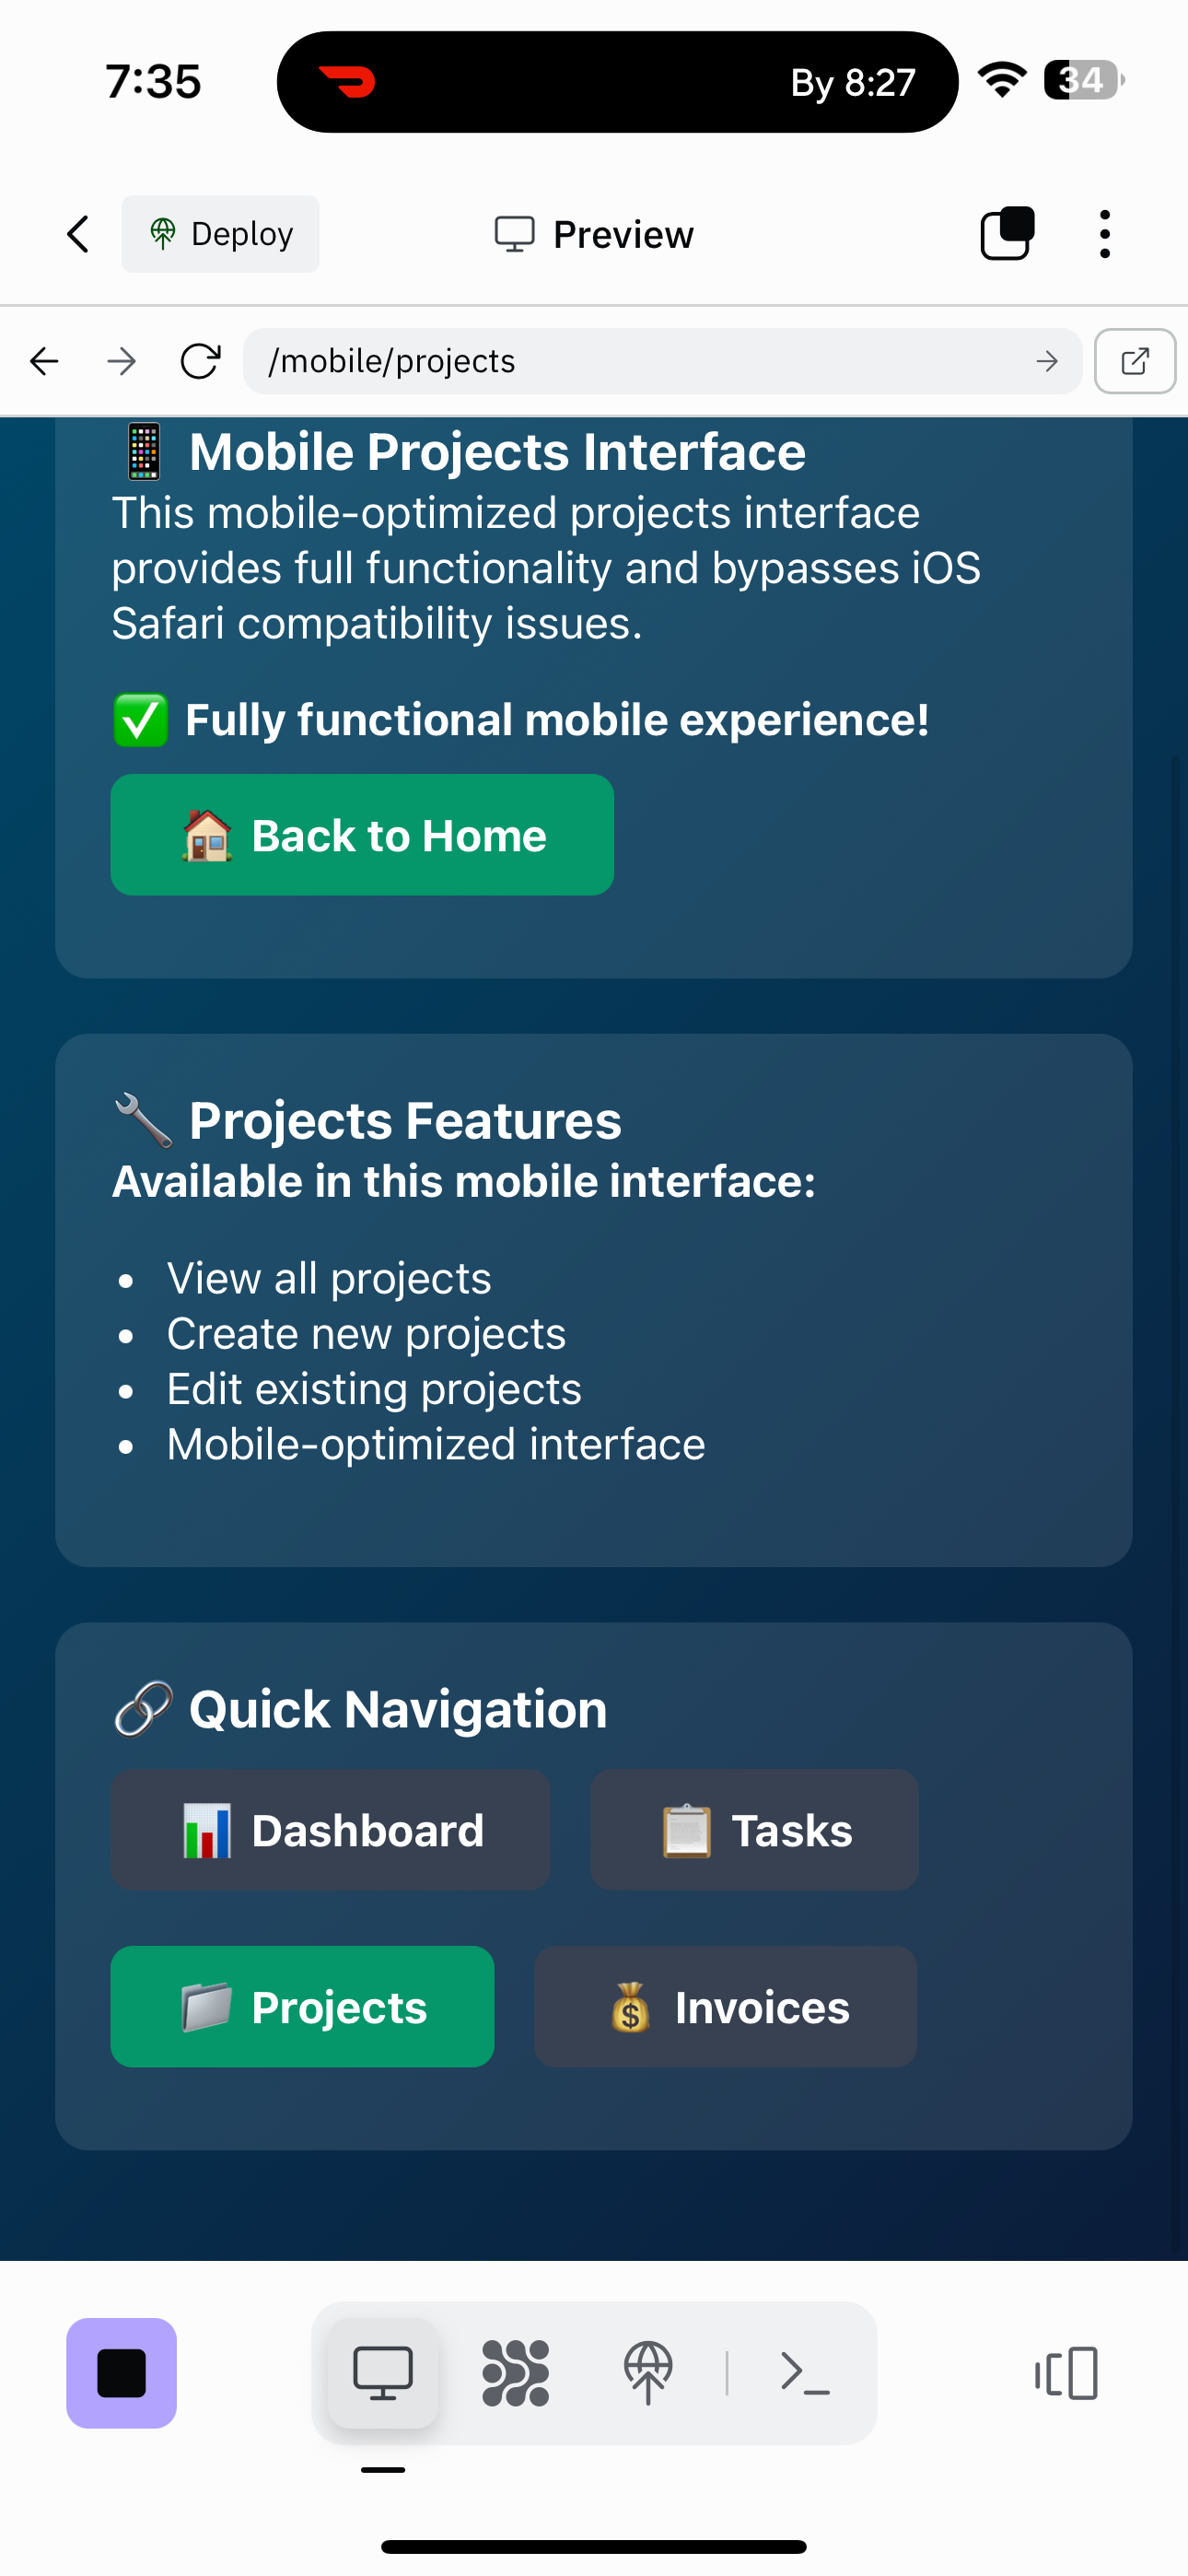 7:35
By 8:27
34
Deploy
Preview
/mobile/projects
Mobile Projects Interface
This mobile-optimized projects interface
provides full functionality and bypasses iOS
Safari compatibility issues.
Fully functional mobile experience!
Back to Home
Projects Features
Available in this mobile interface:
• View all projects
• Create new projects
• Edit existing projects
• Mobile-optimized interface
Quick Navigation
Dashboard
Tasks
Projects
Invoices